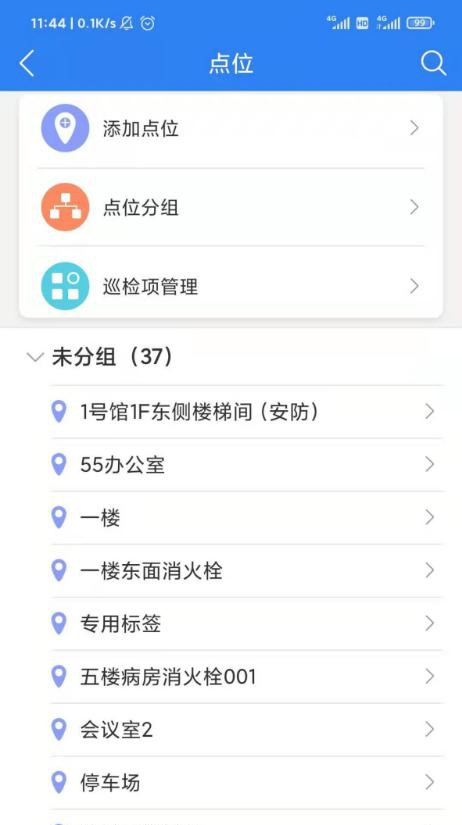 11:44 | 0.1K/s
4G HD 4G 99
点位
添加点位
点位分组
巡检项管理
未分组（37）
1号馆1F东侧楼梯间（安防）
55办公室
一楼
一楼东面消火栓
专用标签
五楼病房消火栓001
会议室2
停车场